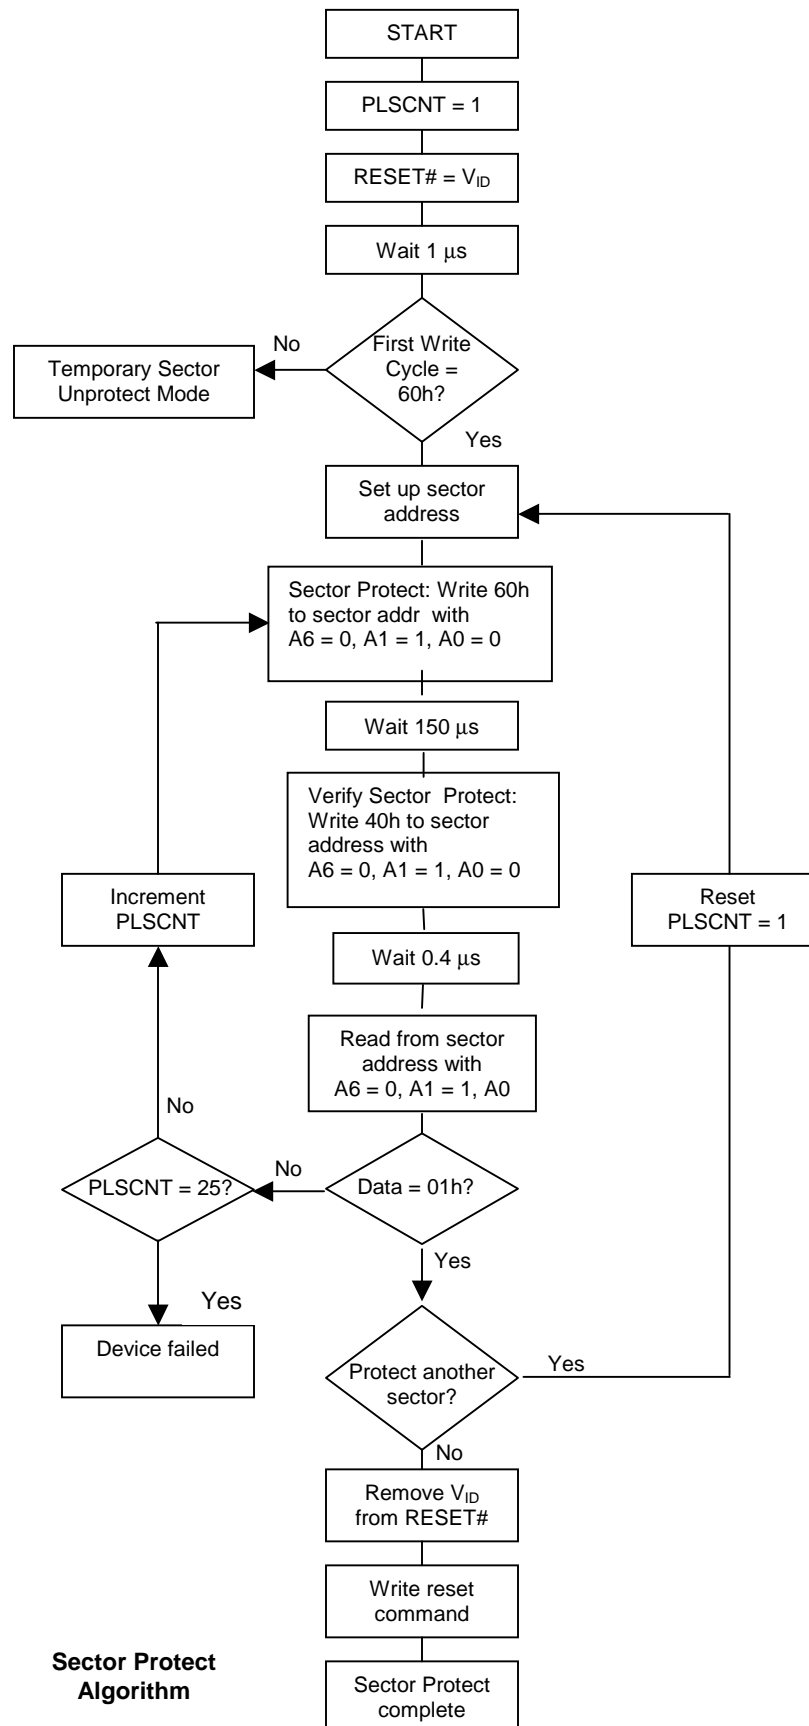 START
PLSCNT = 1
RESET# = VID
Wait 1 μs
First Write
Cycle =
60h?
No
Temporary Sector
Unprotect Mode
Yes
Set up sector
address
Sector Protect: Write 60h
to sector addr with
A6 = 0, A1 = 1, A0 = 0
Wait 150 μs
Verify Sector Protect:
Write 40h to sector
address with
A6 = 0, A1 = 1, A0 = 0
Increment
PLSCNT
Reset
PLSCNT = 1
Wait 0.4 μs
Read from sector
address with
A6 = 0, A1 = 1, A0
No
No
PLSCNT = 25?
Data = 01h?
Yes
Yes
Device failed
Protect another
sector?
Yes
No
Remove VID
from RESET#
Write reset
command
Sector Protect
Algorithm
Sector Protect
complete